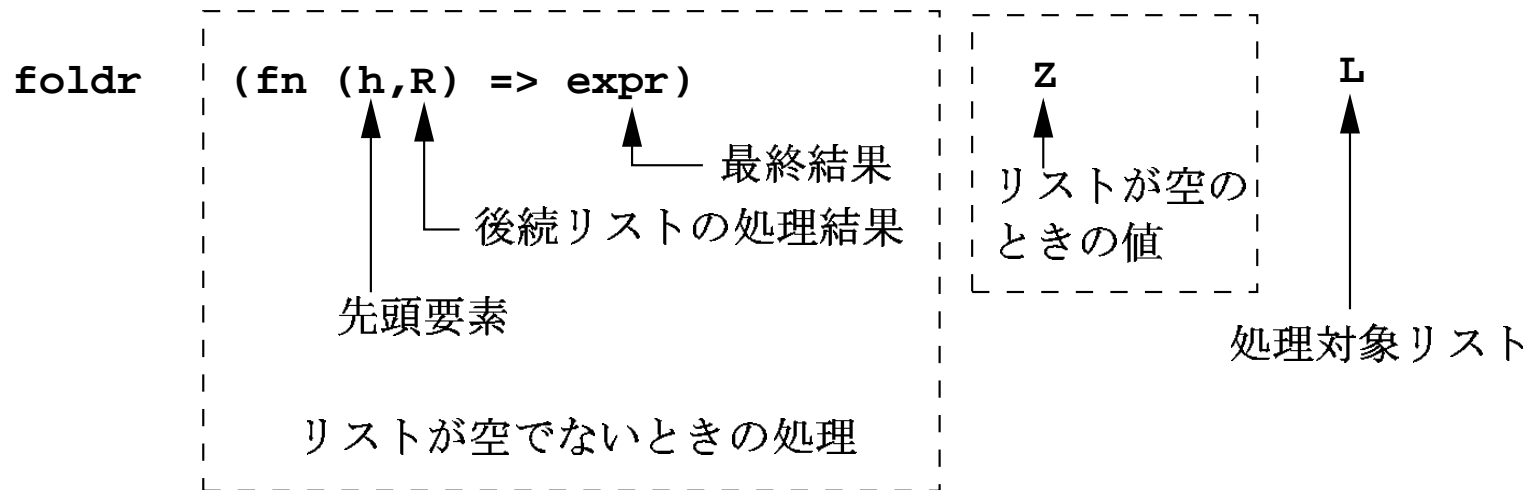 foldr (fn (h,R) => expr) Z L
最終結果
後続リストの処理結果
先頭要素
リストが空でないときの処理
リストが空の
ときの値
処理対象リスト